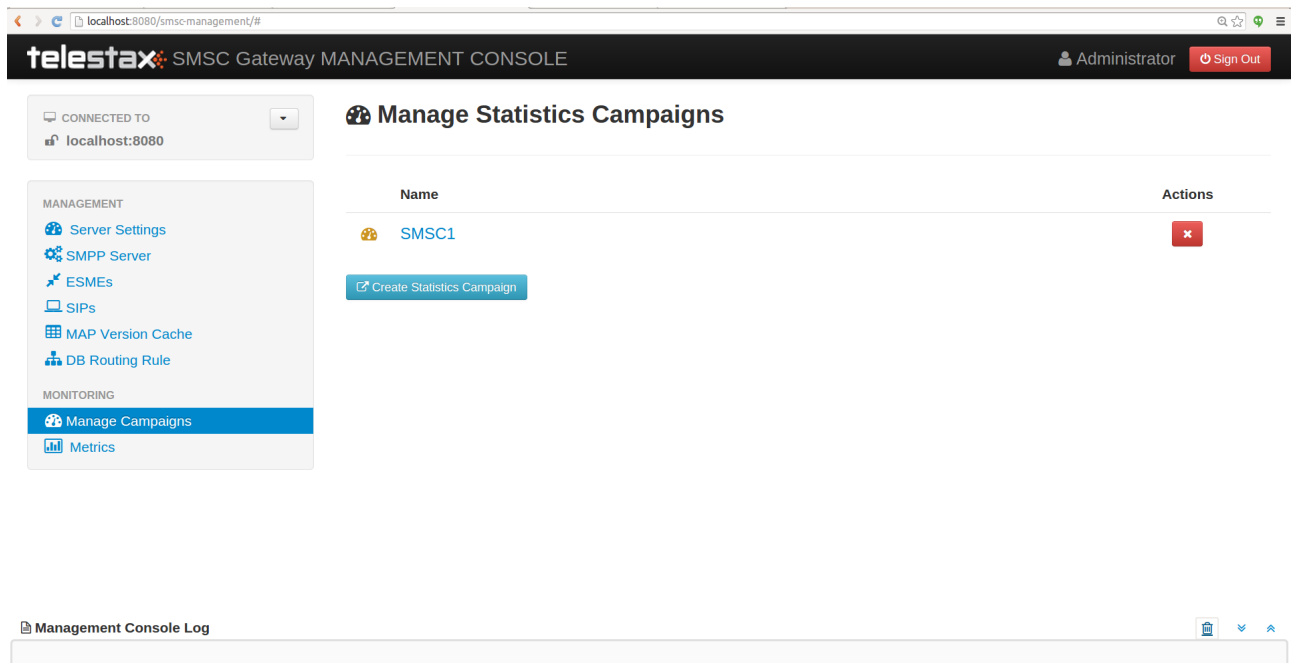 localhost:8080/smsc-management/#
telestax SMSC Gateway MANAGEMENT CONSOLE
Administrator
Sign Out
CONNECTED TO
localhost:8080
Manage Statistics Campaigns
MANAGEMENT
Server Settings
SMPP Server
ESMEs
SIPs
MAP Version Cache
DB Routing Rule
MONITORING
Manage Campaigns
Metrics
Name Actions
SMSC1
Create Statistics Campaign
Management Console Log